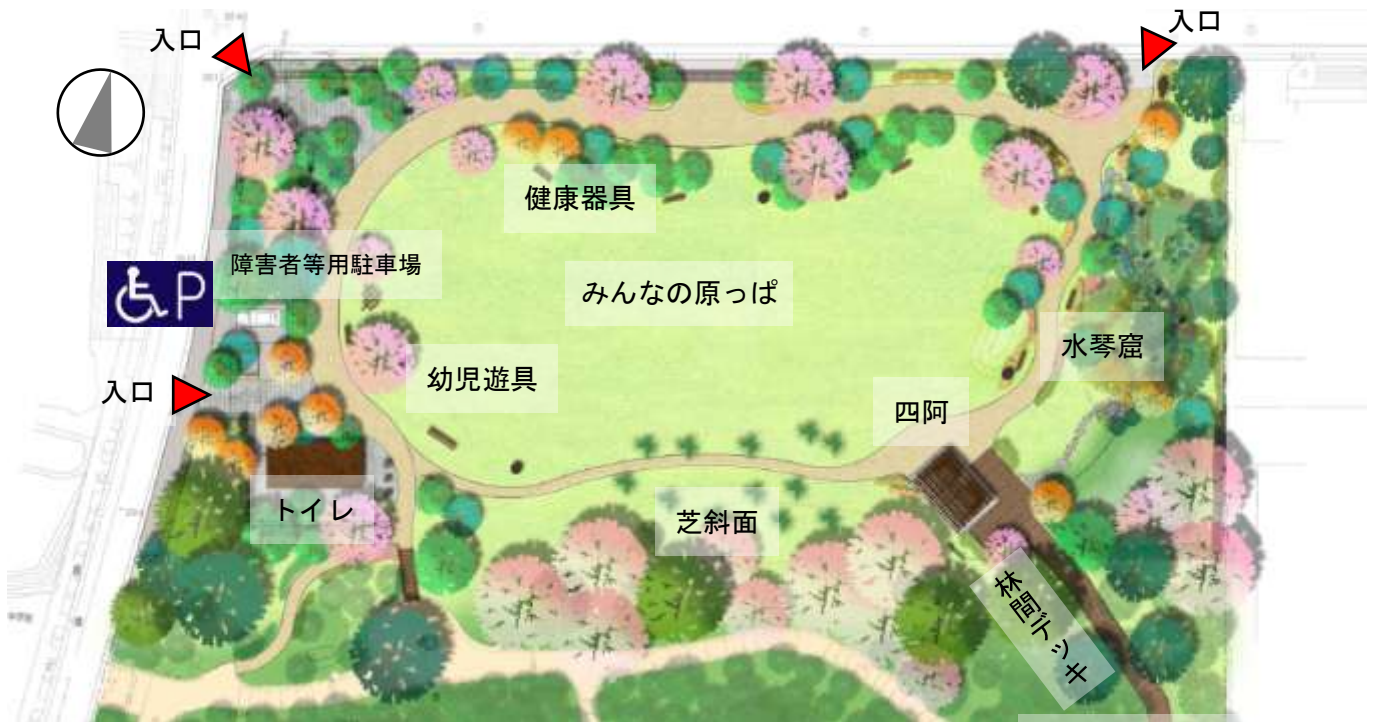 入口
入口
健康器具
障害者等用駐車場
P
みんなの原っぱ
水琴窟
幼児遊具
入口
四阿
トイレ
芝斜面
林間デッキ